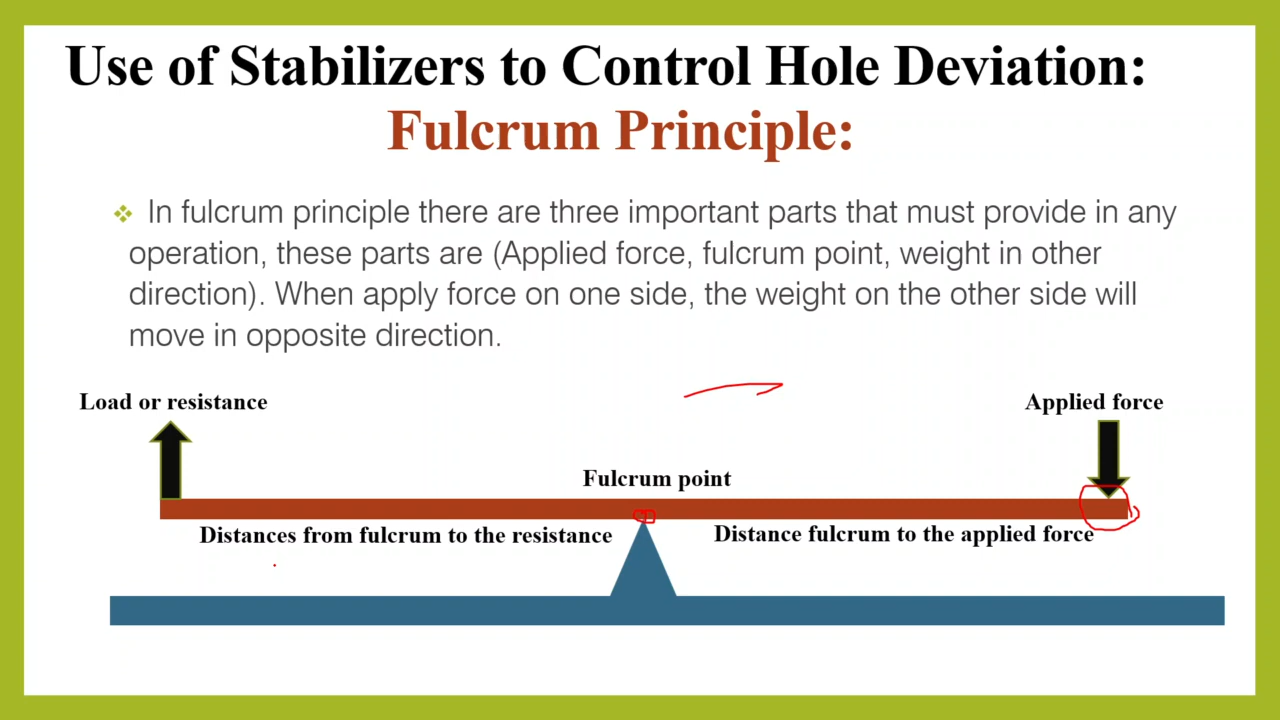 Use of Stabilizers to Control Hole Deviation:
Fulcrum Principle:
In fulcrum principle there are three important parts that must provide in any
operation, these parts are (Applied force, fulcrum point, weight in other
direction). When apply force on one side, the weight on the other side will
move in opposite direction.
Load or resistance
Applied force
Fulcrum point
Distances from fulcrum to the resistance
Distance fulcrum to the applied force